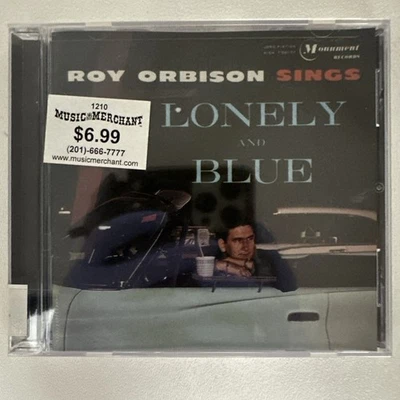 Monument
RECORDS
ROY ORBISON SINGS
1210
MUSIC MERCHANT
$6.99
(201)-666-7777
www.musicmerchant.com
LONELY
AND
BLUE